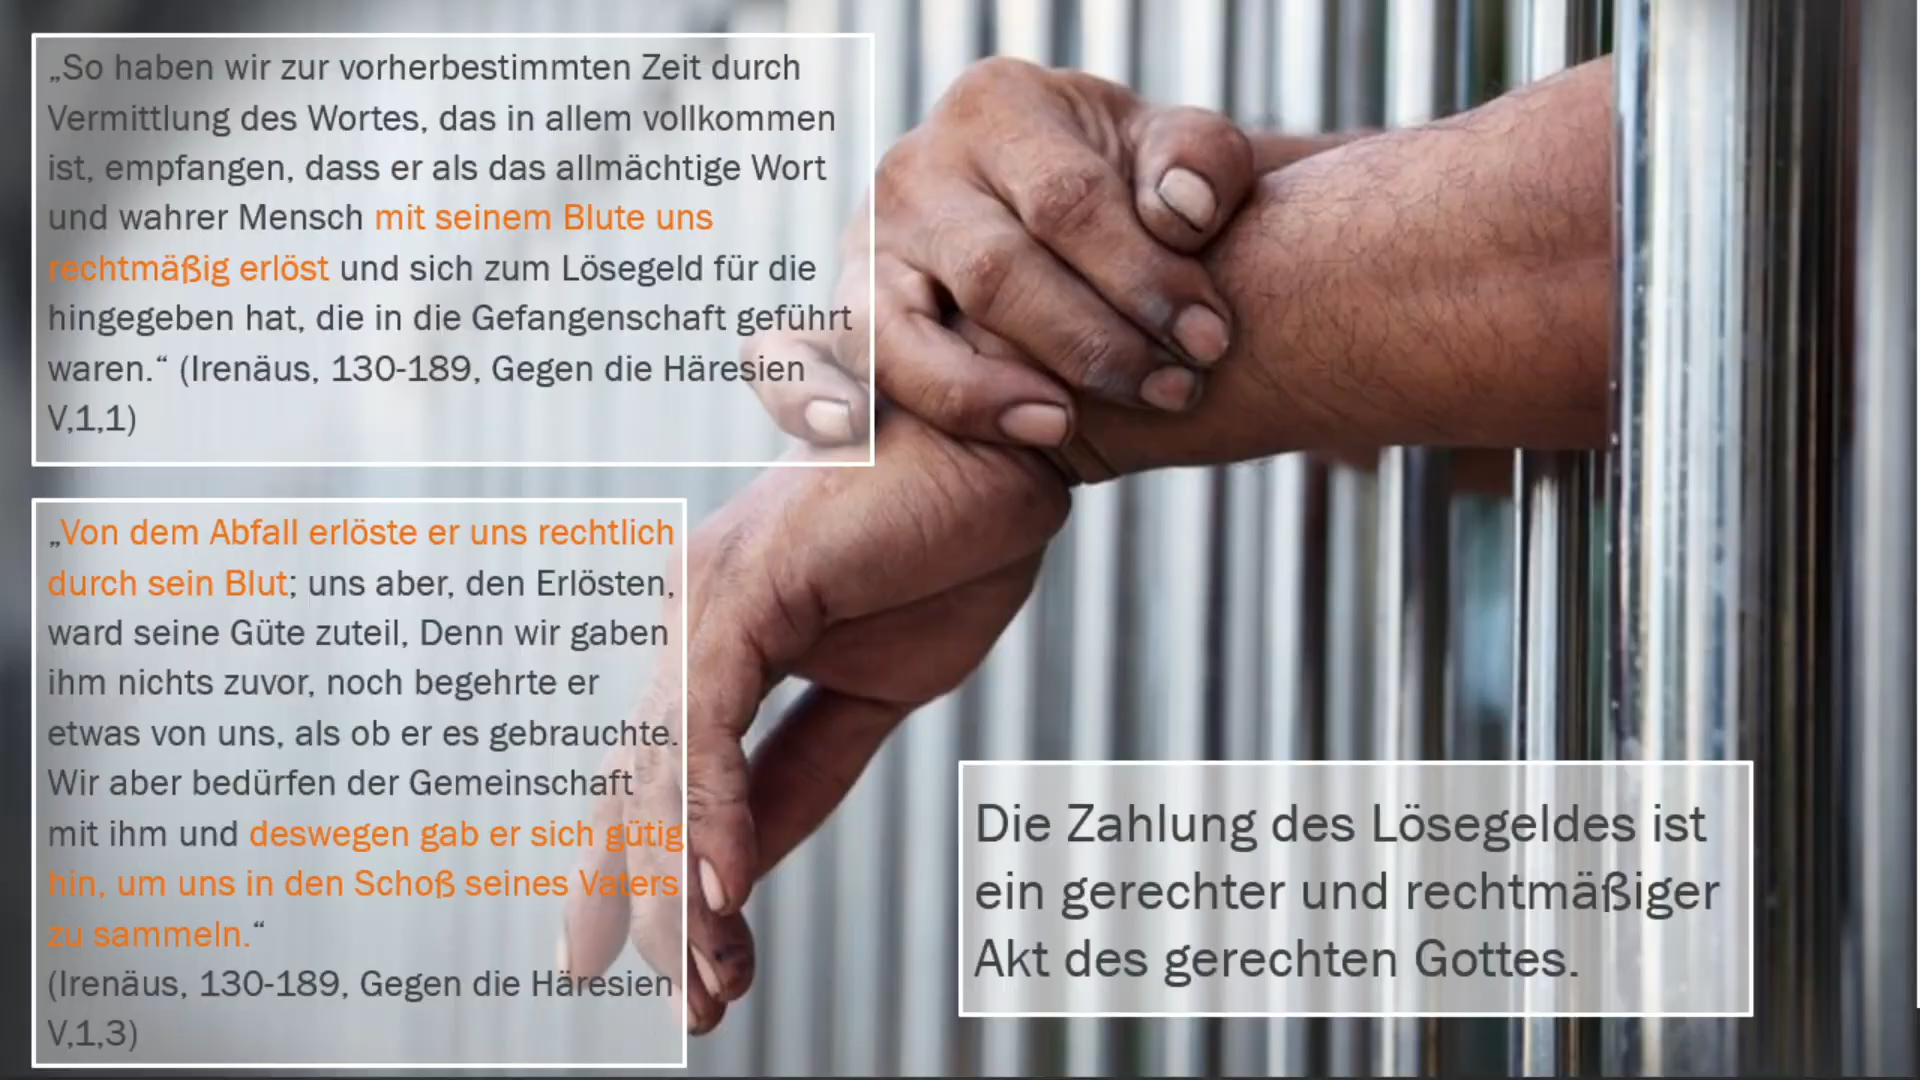 „So haben wir zur vorherbestimmten Zeit durch
Vermittlung des Wortes, das in allem vollkommen
ist, empfangen, dass er als das allmächtige Wort
und wahrer Mensch mit seinem Blute uns
rechtmäßig erlöst und sich zum Lösegeld für die
hingegeben hat, die in die Gefangenschaft geführt
waren.“ (Irenäus, 130-189, Gegen die Häresien
V,1,1)
„Von dem Abfall erlöste er uns rechtlich
durch sein Blut; uns aber, den Erlösten,
ward seine Güte zuteil, Denn wir gaben
ihm nichts zuvor, noch begehrte er
etwas von uns, als ob er es gebrauchte.
Wir aber bedürfen der Gemeinschaft
mit ihm und deswegen gab er sich gütig
hin, um uns in den Schoß seines Vaters
zu sammeln.“
(Irenäus, 130-189, Gegen die Häresien
V,1,3)
Die Zahlung des Lösegeldes ist
ein gerechter und rechtmäßiger
Akt des gerechten Gottes.